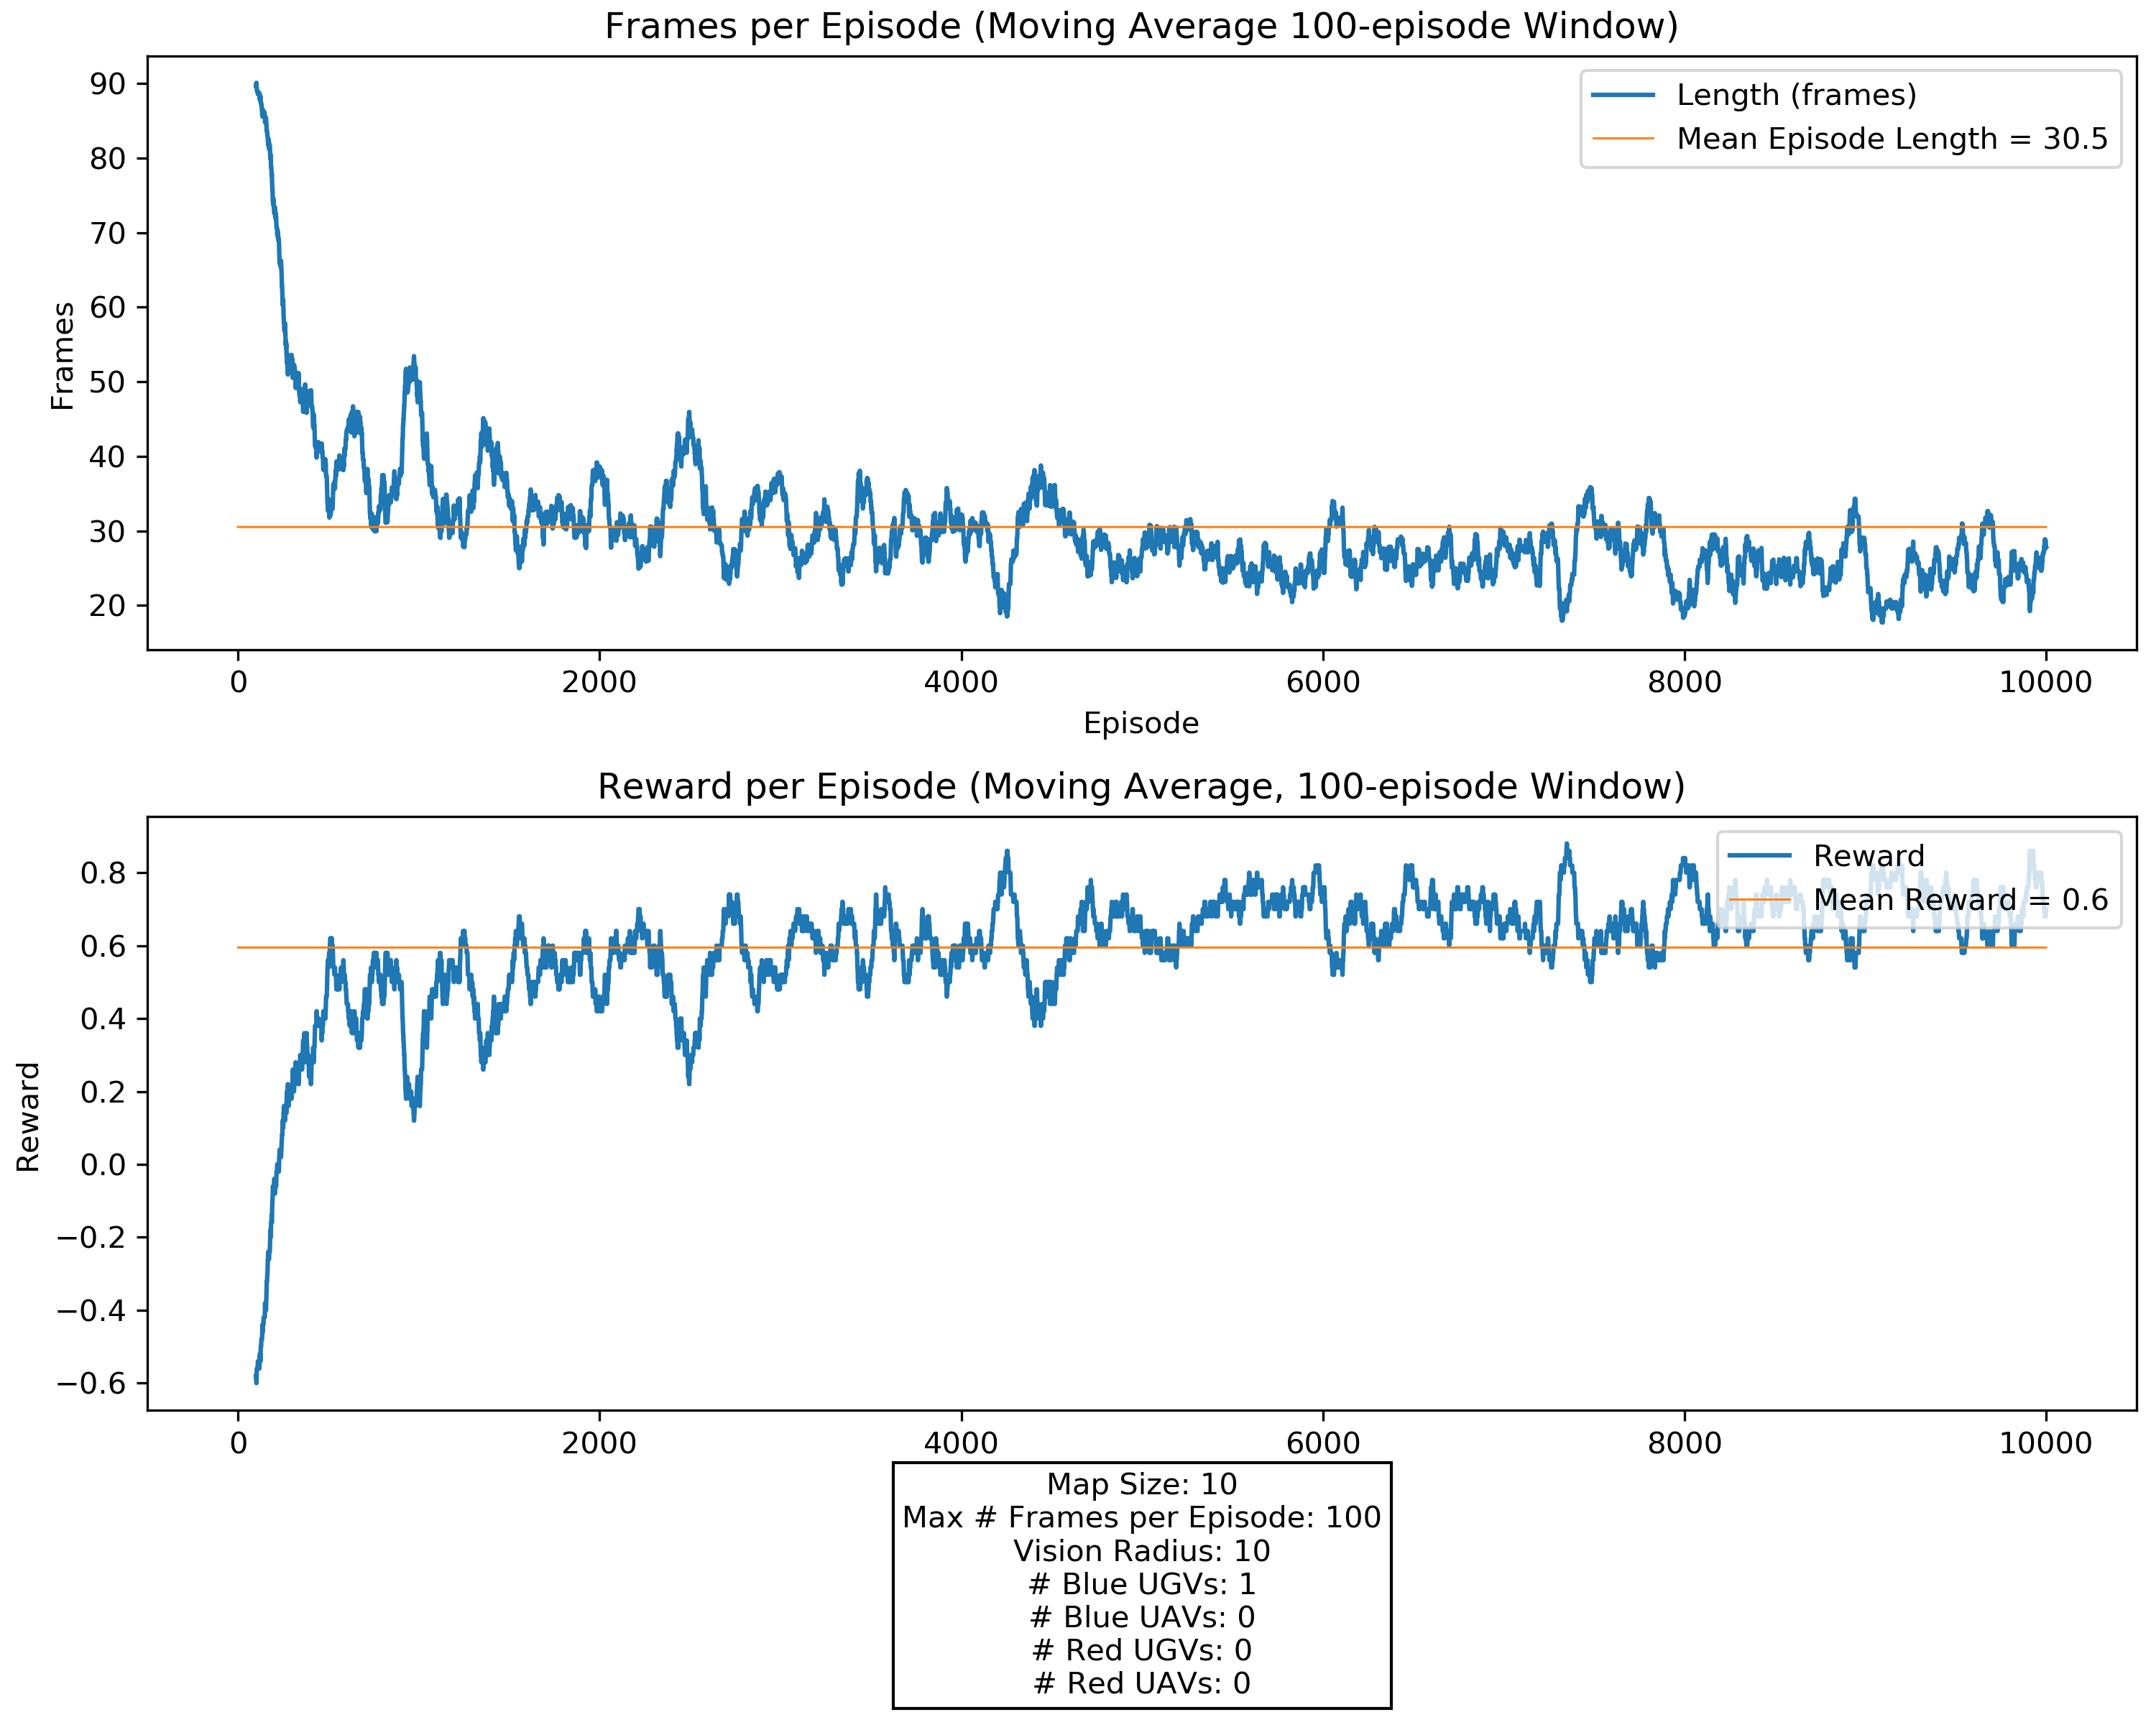 Frames per Episode (Moving Average 100-episode Window)
90
80
70
60
50
40
30
20
Frames
Length (frames)
Mean Episode Length = 30.5
0 2000 4000 6000 8000 10000
Episode
Reward per Episode (Moving Average, 100-episode Window)
0.8
0.6
0.4
0.2
0.0
−0.2
−0.4
−0.6
Reward
Reward
Mean Reward = 0.6
0 2000 4000 6000 8000 10000
Map Size: 10
Max # Frames per Episode: 100
Vision Radius: 10
# Blue UGVs: 1
# Blue UAVs: 0
# Red UGVs: 0
# Red UAVs: 0